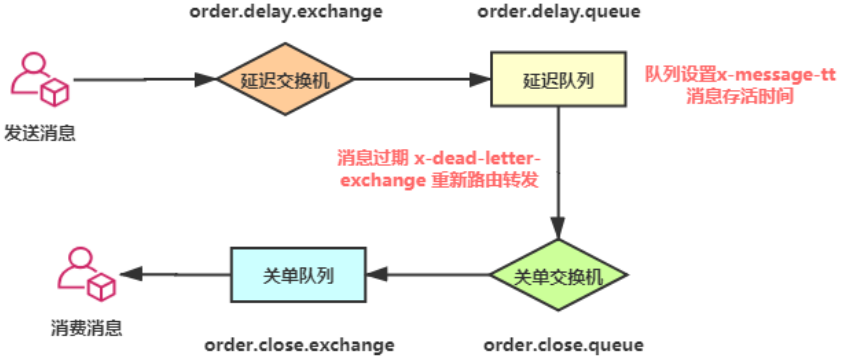 order.delay.exchange
order.delay.queue
延迟交换机
延迟队列
队列设置x-message-tt
消息存活时间
发送消息
消息过期 x-dead-letter-
exchange 重新路由转发
关单队列
关单交换机
消费消息
order.close.exchange
order.close.queue